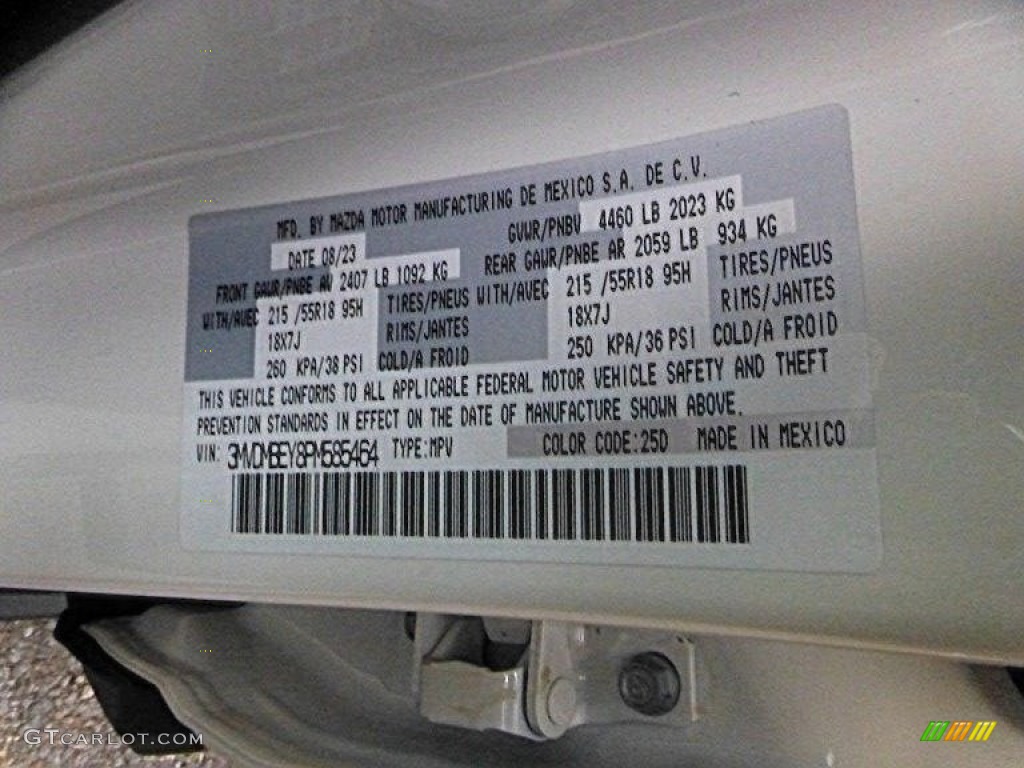 MFD. BY MAZDA MOTOR MANUFACTURING DE MEXICO S.A. DE C.V.
DATE 08/23 GVWR/PNBV 4460 LB 2023 KG
FRONT GAWR/PNBE AV 2407 LB 1092 KG REAR GAWR/PNBE AR 2059 LB 934 KG
WITH/AVEC 215 /55R18 95H TIRES/PNEUS WITH/AVEC 215 /55R18 95H TIRES/PNEUS
18X7J RIMS/JANTES 18X7J RIMS/JANTES
260 KPA/38 PSI COLD/A FROID 250 KPA/36 PSI COLD/A FROID
THIS VEHICLE CONFORMS TO ALL APPLICABLE FEDERAL MOTOR VEHICLE SAFETY AND THEFT
PREVENTION STANDARDS IN EFFECT ON THE DATE OF MANUFACTURE SHOWN ABOVE.
VIN: 3MVDMBEY8PM585464 TYPE:MPV COLOR CODE:25D MADE IN MEXICO
GTCARLOT.COM